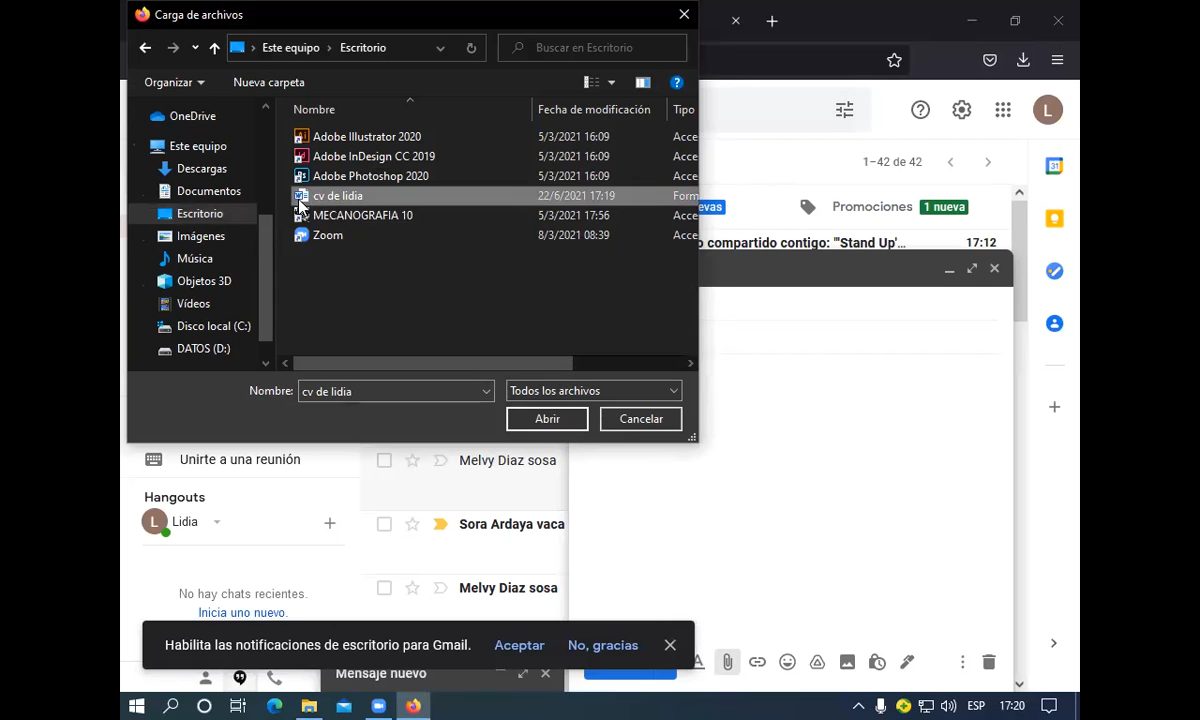 Carga de archivos
Este equipo
Escritorio
Buscar en Escritorio
Organizar
Nueva carpeta
Nombre
Fecha de modificación
Tipo
OneDrive
Este equipo
Descargas
Documentos
Escritorio
Imágenes
Música
Objetos 3D
Vídeos
Disco local (C:)
DATOS (D:)
Adobe Illustrator 2020 5/3/2021 16:09 Acce
Adobe InDesign CC 2019 5/3/2021 16:09 Acce
Adobe Photoshop 2020 5/3/2021 16:09 Acce
cv de lidia 22/6/2021 17:19 Form
MECANOGRAFIA 10 5/3/2021 17:56 Acce
Zoom 8/3/2021 08:39 Acce
Nombre: cv de lidia
Todos los archivos
Abrir
Cancelar
L
1–42 de 42
evas
Promociones 1 nueva
o compartido contigo: "'Stand Up'... 17:12
Unirte a una reunión
Hangouts
L Lidia
No hay chats recientes.
Inicia uno nuevo.
Melvy Diaz sosa
Sora Ardaya vaca
Melvy Diaz sosa
Habilita las notificaciones de escritorio para Gmail. Aceptar No, gracias
Mensaje nuevo
ESP 17:20